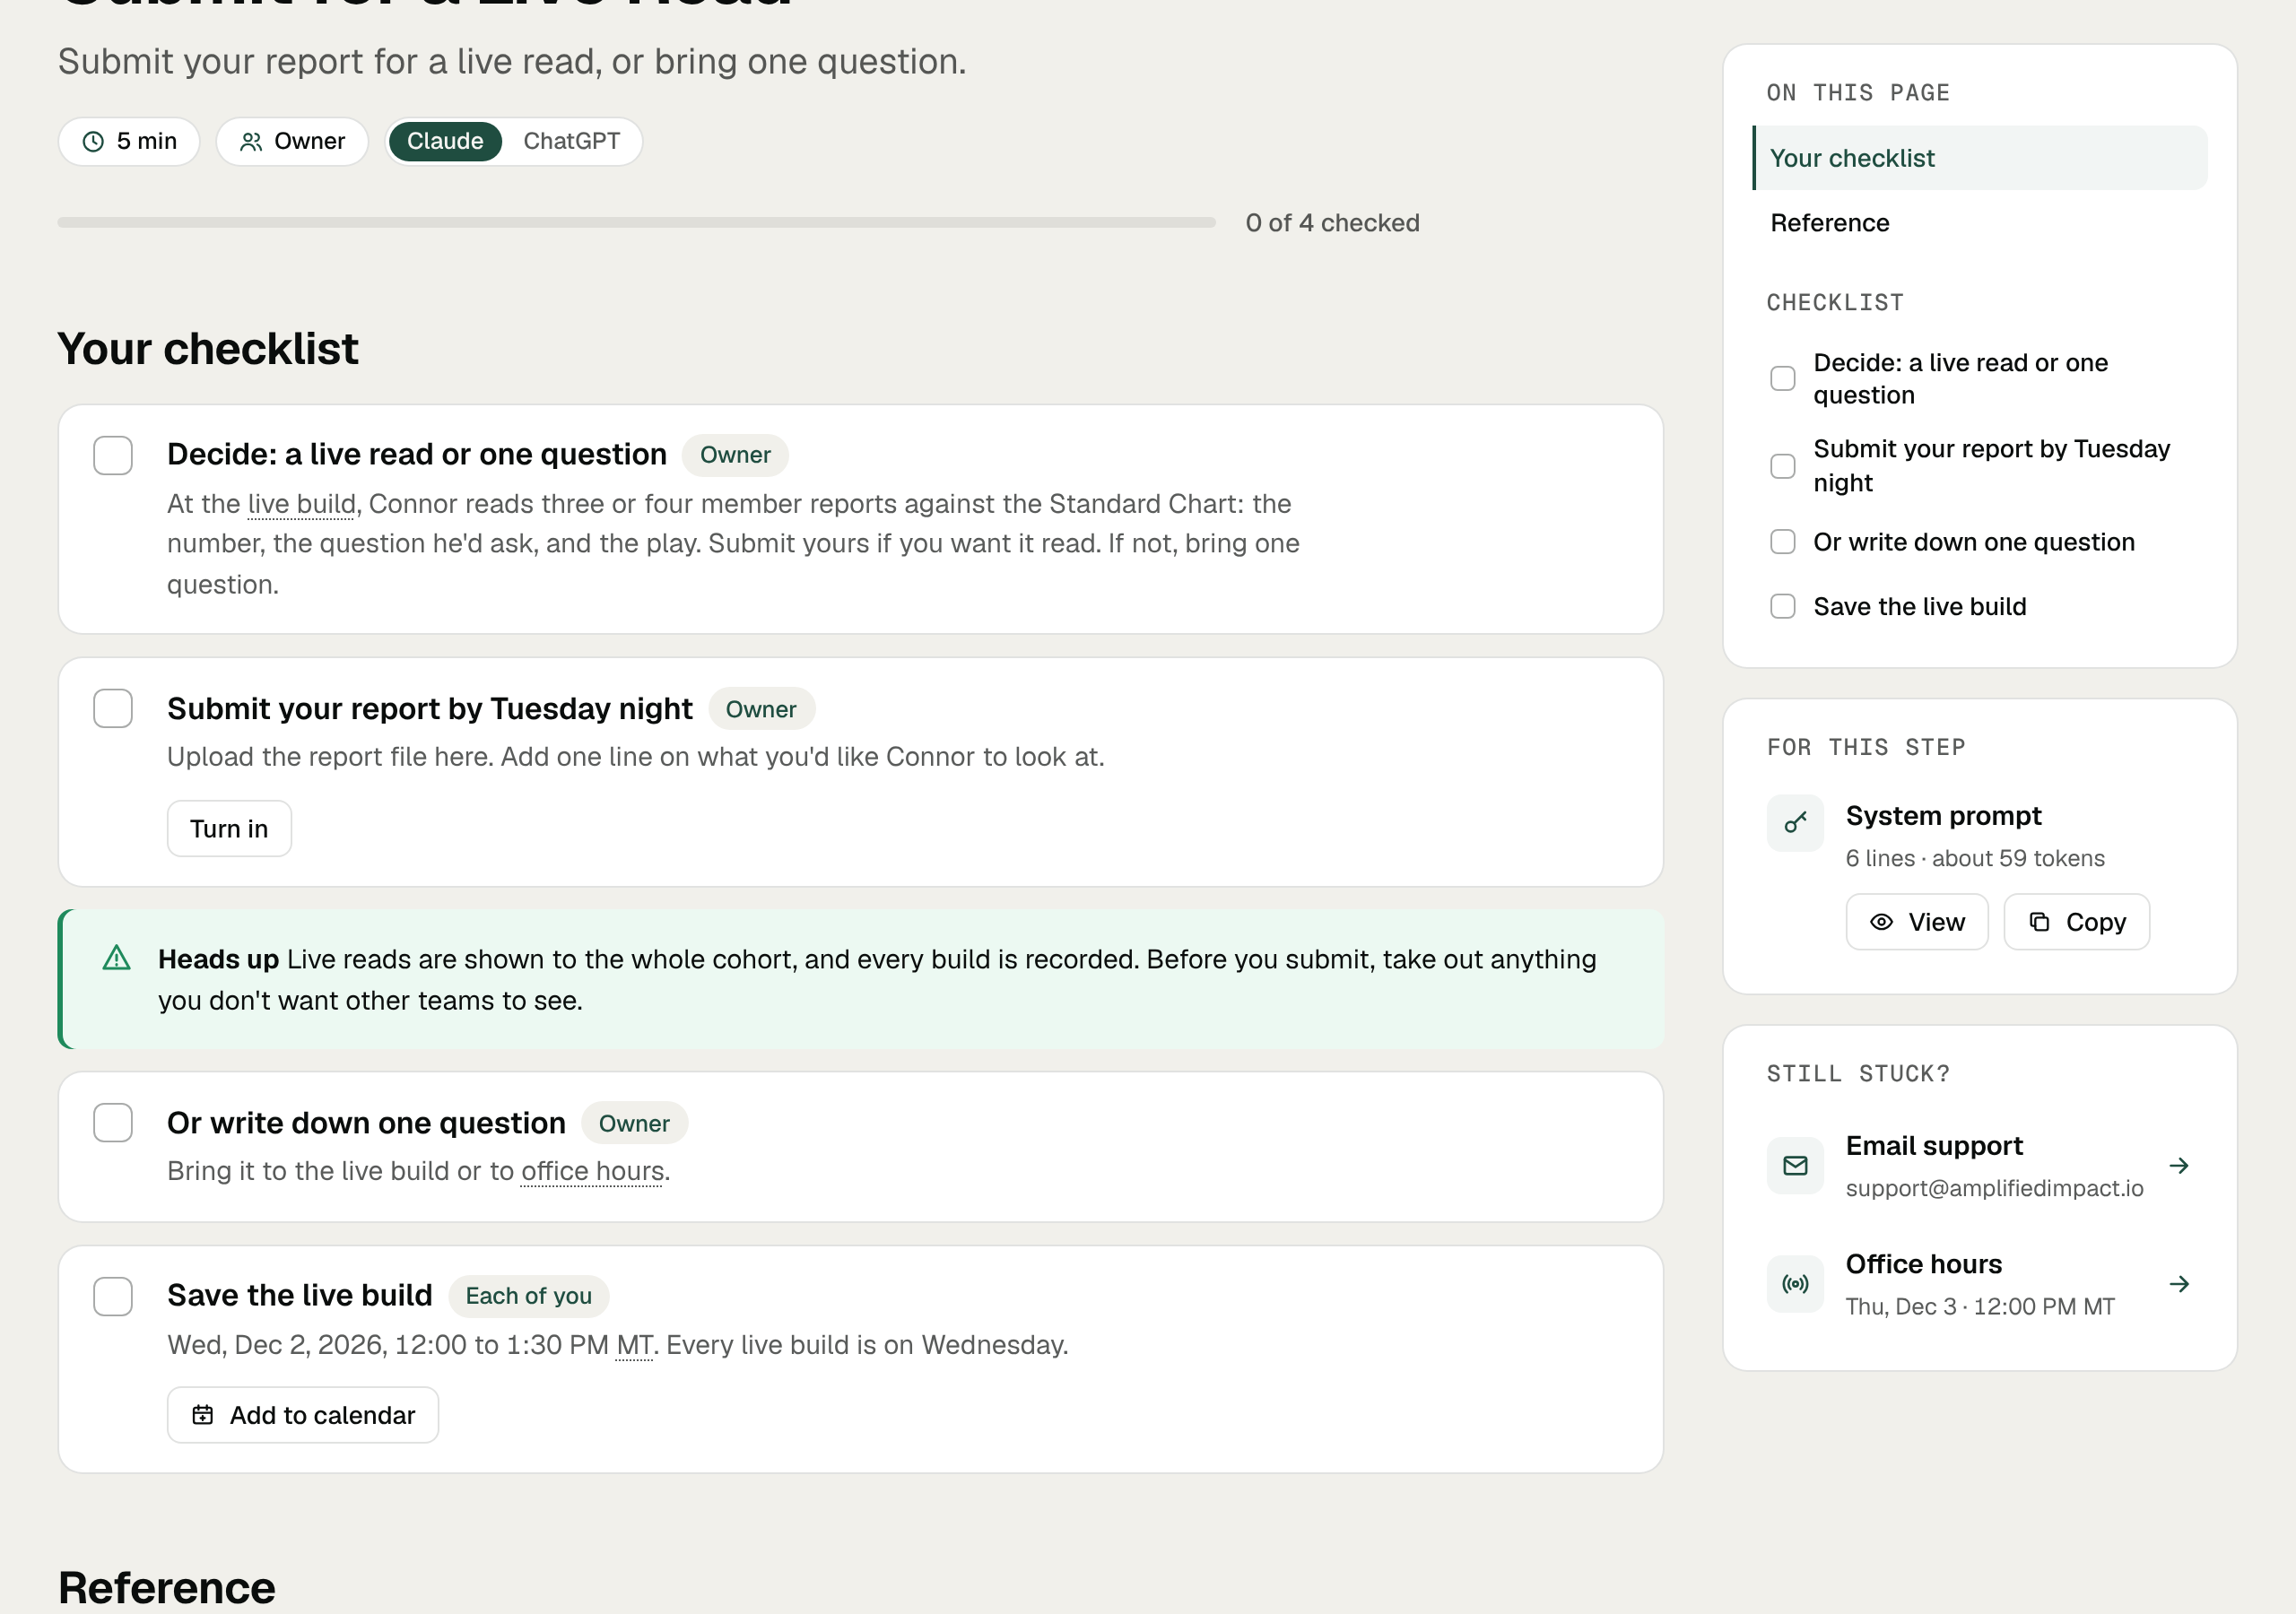 Submit for a Live Read
Submit your report for a live read, or bring one question.
5 min
Owner
Claude
ChatGPT
0 of 4 checked
Your checklist
Decide: a live read or one question
Owner
At the live build, Connor reads three or four member reports against the Standard Chart: the
number, the question he'd ask, and the play. Submit yours if you want it read. If not, bring one
question.
Submit your report by Tuesday night
Owner
Upload the report file here. Add one line on what you'd like Connor to look at.
Turn in
Heads up Live reads are shown to the whole cohort, and every build is recorded. Before you submit, take out anything
you don't want other teams to see.
Or write down one question
Owner
Bring it to the live build or to office hours.
Save the live build
Each of you
Wed, Dec 2, 2026, 12:00 to 1:30 PM MT. Every live build is on Wednesday.
Add to calendar
Reference
ON THIS PAGE
Your checklist
Reference
CHECKLIST
Decide: a live read or one
question
Submit your report by Tuesday
night
Or write down one question
Save the live build
FOR THIS STEP
System prompt
6 lines · about 59 tokens
View
Copy
STILL STUCK?
Email support
support@amplifiedimpact.io
Office hours
Thu, Dec 3 · 12:00 PM MT